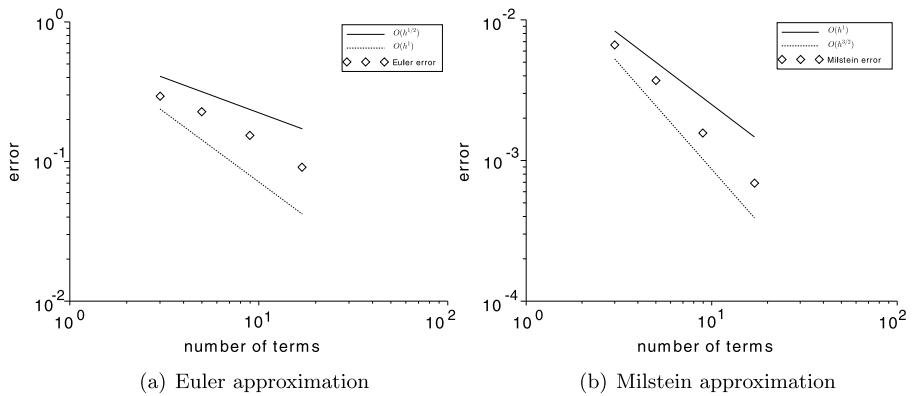 10^0
O(h^{1/2})
O(h^1)
Euler error
10^-1
error
10^-2
10^0
10^1
10^2
number of terms
(a) Euler approximation
10^-2
O(h^1)
O(h^{3/2})
Milstein error
10^-3
error
10^-4
10^0
10^1
10^2
number of terms
(b) Milstein approximation